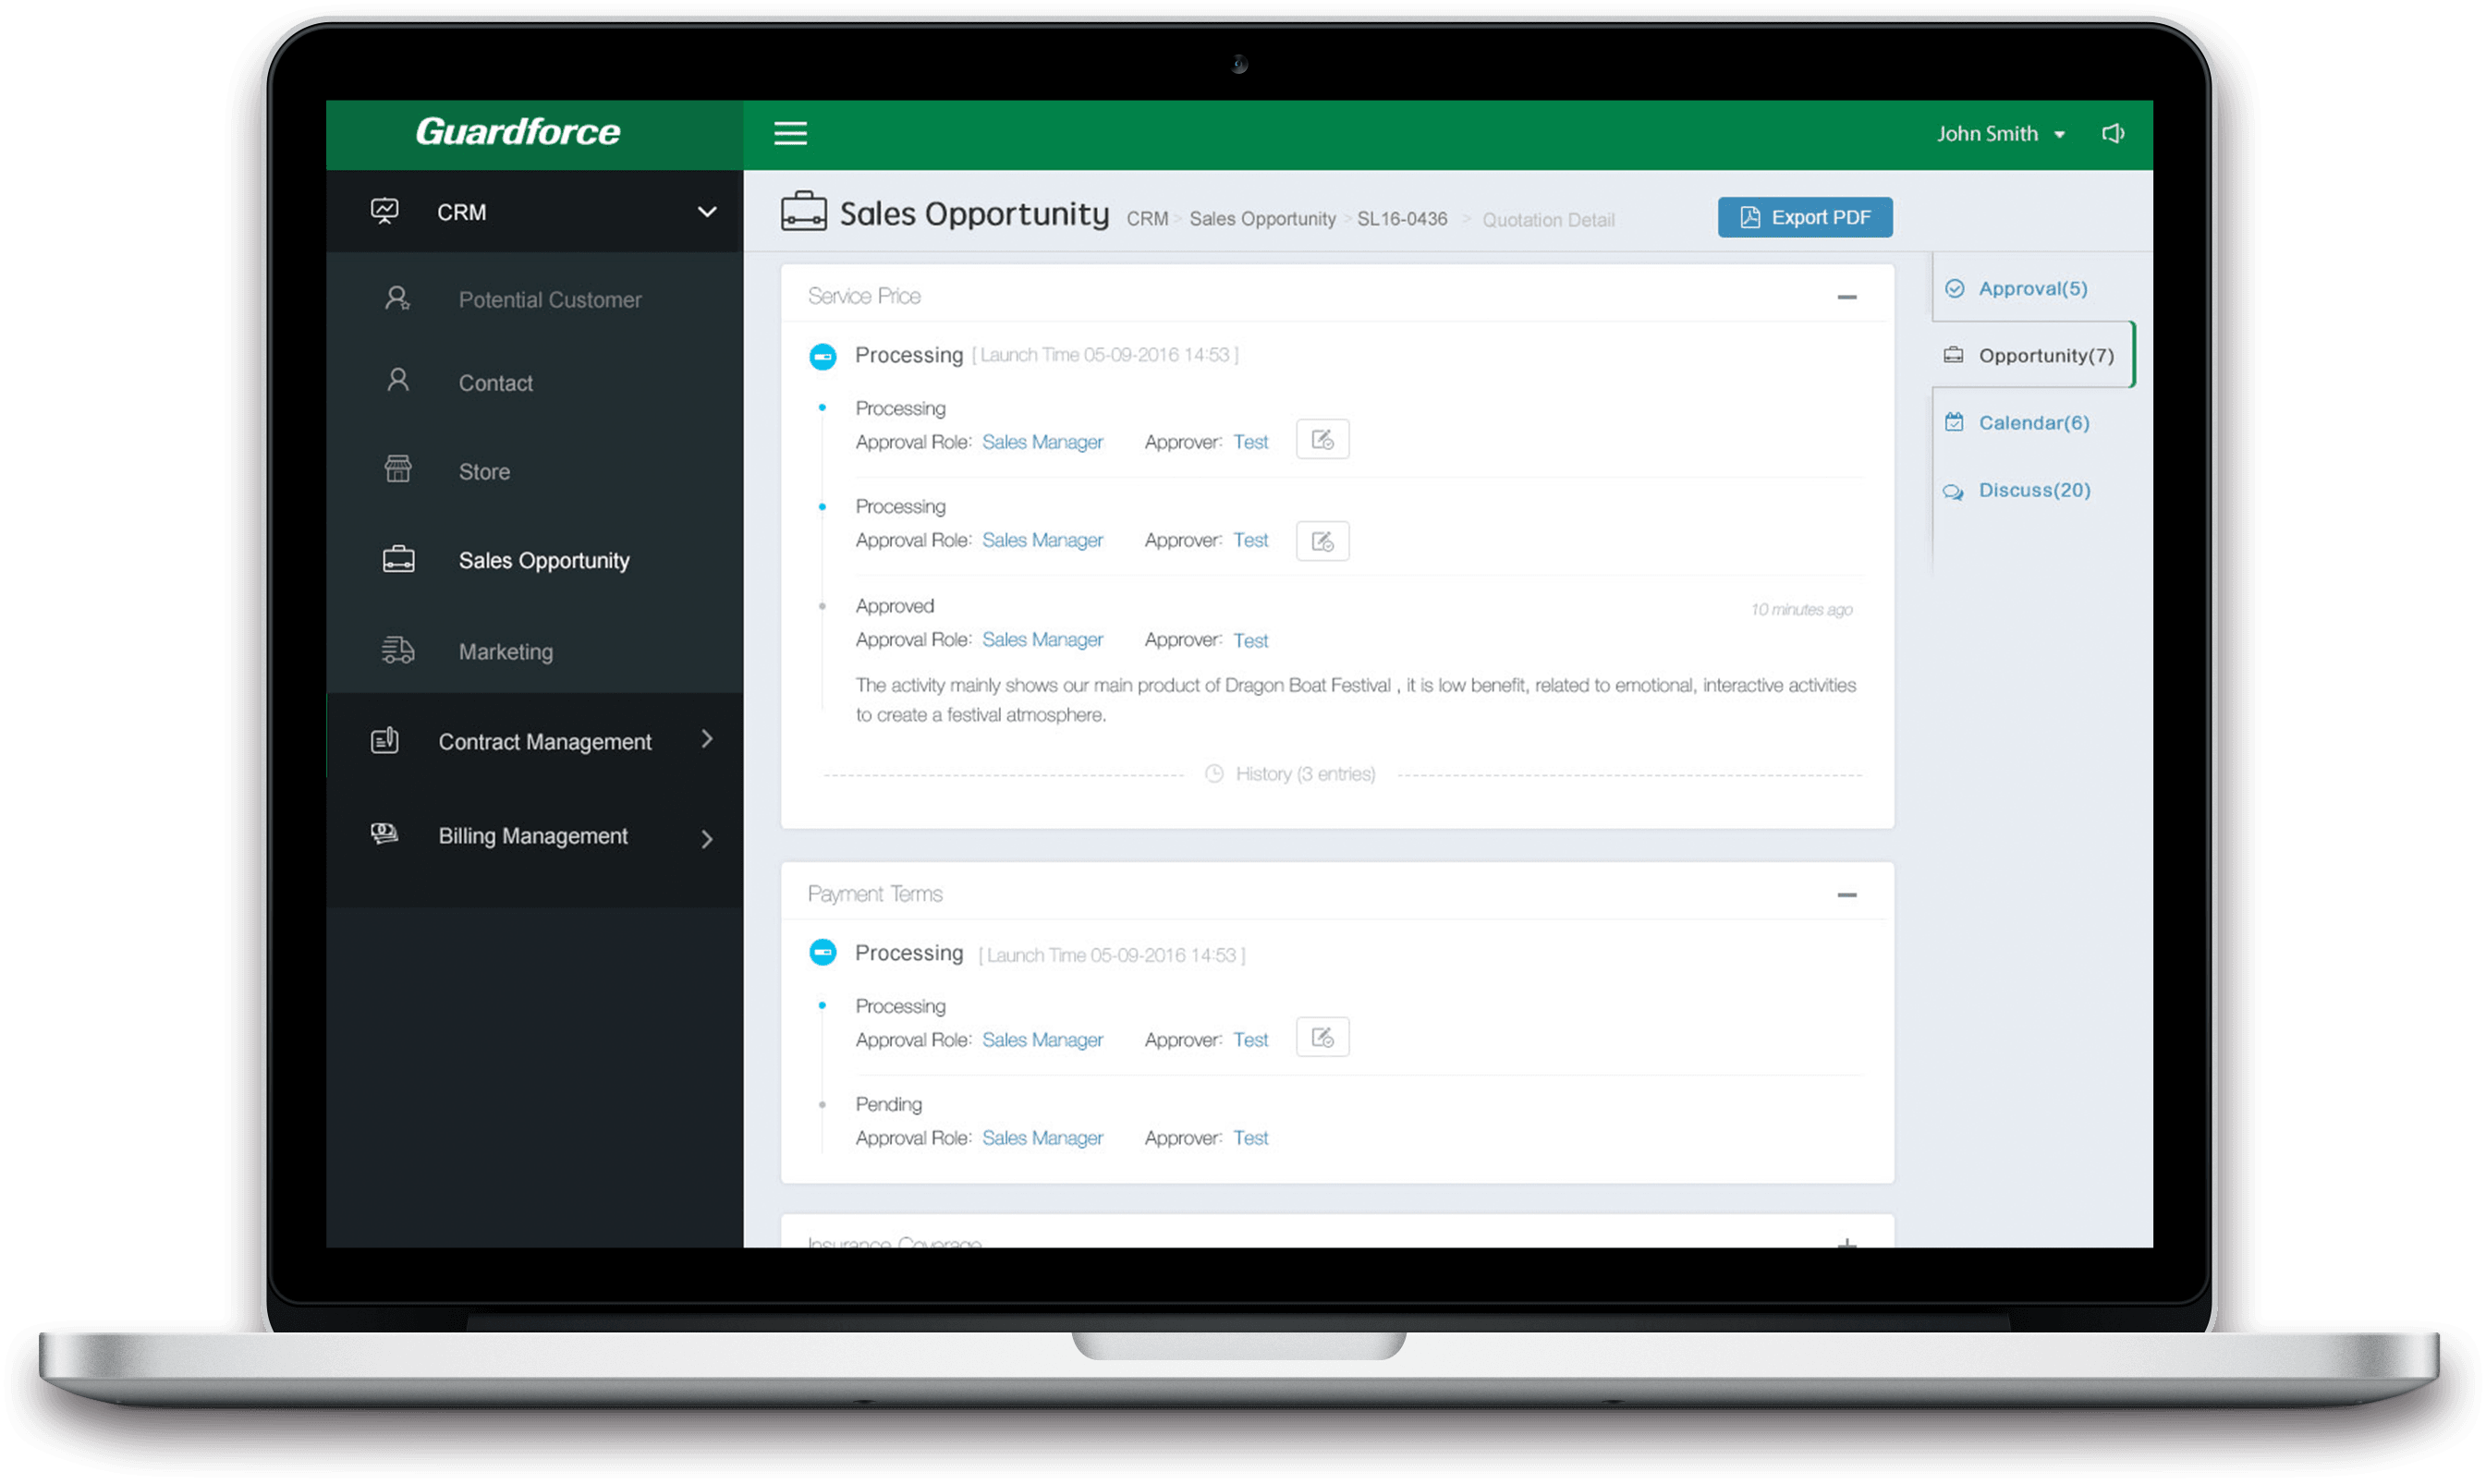 Guardforce
John Smith
CRM
Potential Customer
Contact
Store
Sales Opportunity
Marketing
Contract Management
Billing Management
Sales Opportunity CRM > Sales Opportunity > SL16-0436 > Quotation Detail
Export PDF
Service Price
Processing [ Launch Time 05-09-2016 14:53 ]
Processing
Approval Role: Sales Manager Approver: Test
Processing
Approval Role: Sales Manager Approver: Test
Approved 10 minutes ago
Approval Role: Sales Manager Approver: Test
The activity mainly shows our main product of Dragon Boat Festival , it is low benefit, related to emotional, interactive activities
to create a festival atmosphere.
History (3 entries)
Payment Terms
Processing [ Launch Time 05-09-2016 14:53 ]
Processing
Approval Role: Sales Manager Approver: Test
Pending
Approval Role: Sales Manager Approver: Test
Insurance Coverage
Approval(5)
Opportunity(7)
Calendar(6)
Discuss(20)